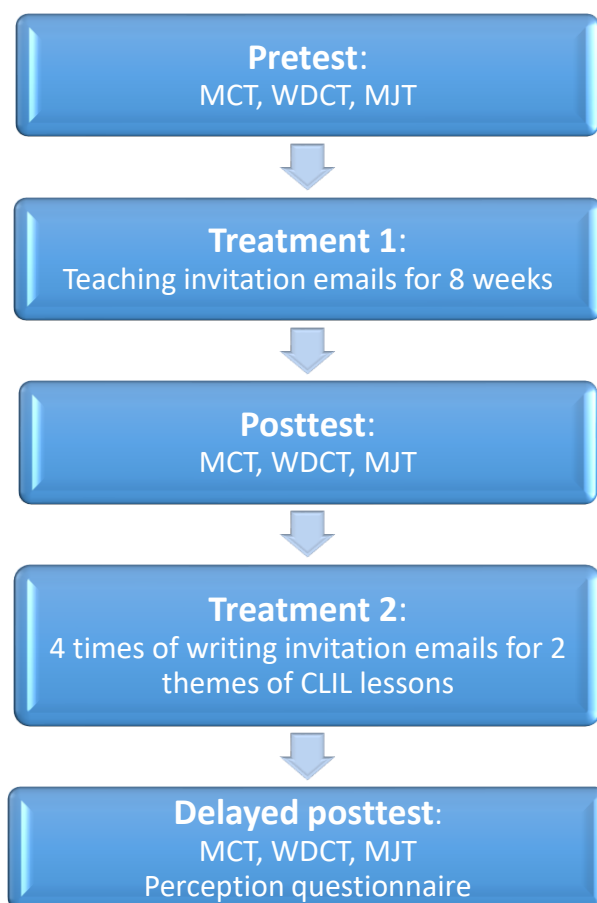 Pretest:
MCT, WDCT, MJT
Treatment 1:
Teaching invitation emails for 8 weeks
Posttest:
MCT, WDCT, MJT
Treatment 2:
4 times of writing invitation emails for 2
themes of CLIL lessons
Delayed posttest:
MCT, WDCT, MJT
Perception questionnaire